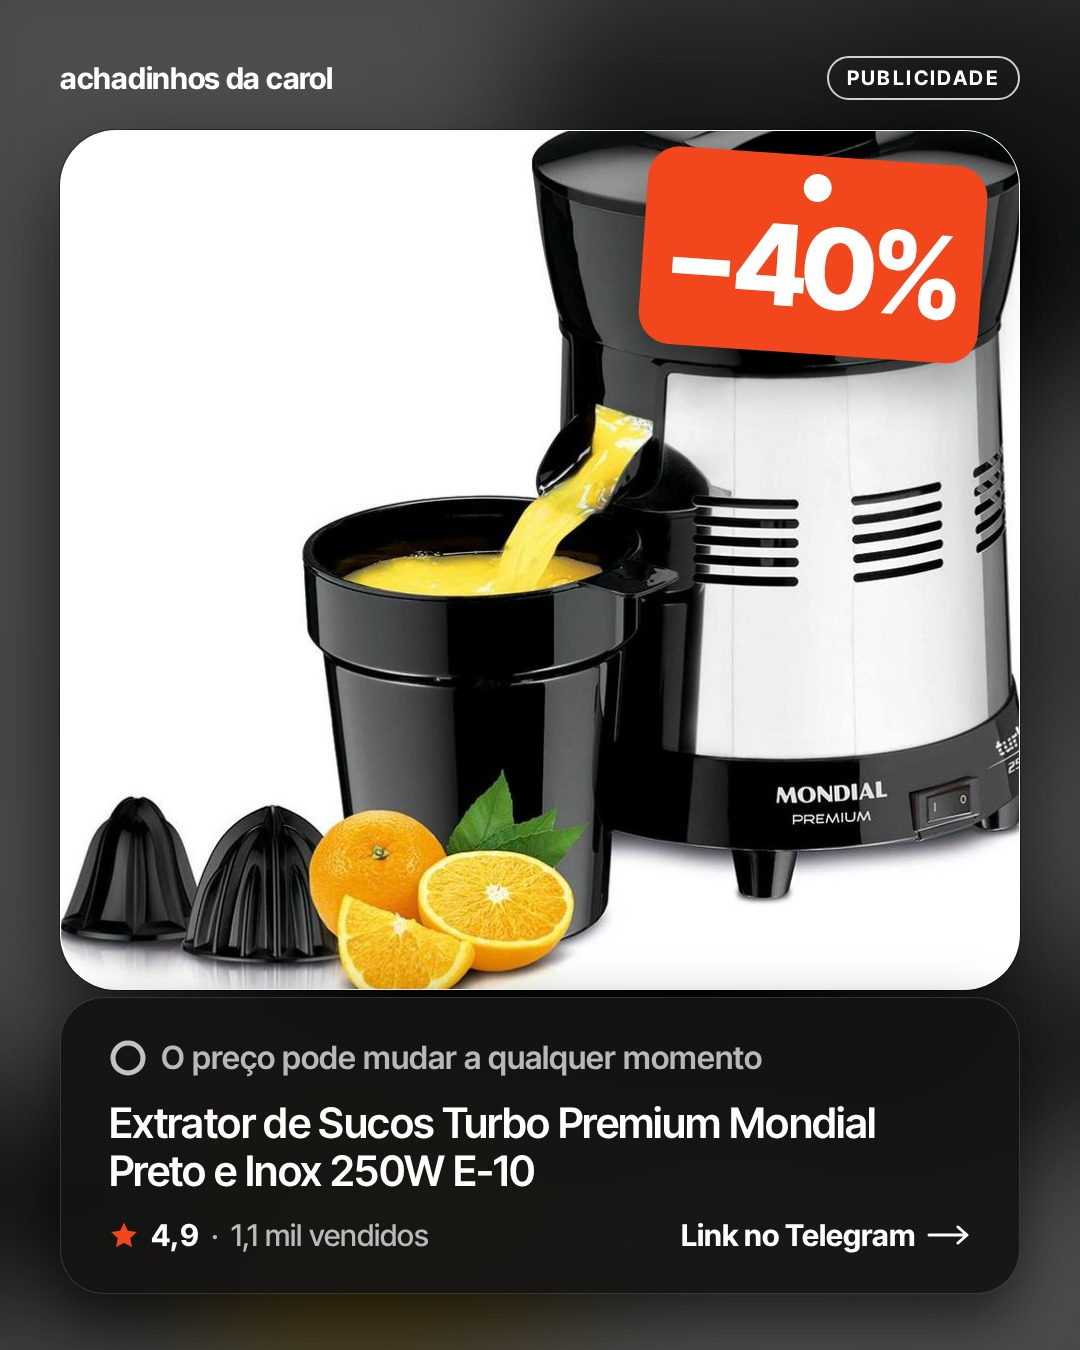 achadinhos da carol
PUBLICIDADE
–40%
MONDIAL
PREMIUM
O preço pode mudar a qualquer momento
Extrator de Sucos Turbo Premium Mondial
Preto e Inox 250W E-10
4,9 · 1,1 mil vendidos
Link no Telegram →